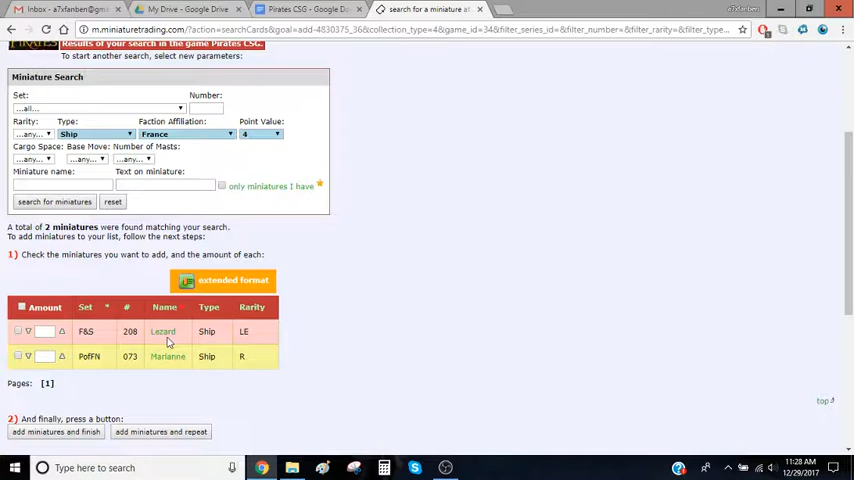 Inbox - a7xfanben@gm
My Drive - Google Drive
Pirates CSG - Google Do
search for a miniature at
a7xfanben
m.miniaturetrading.com/?action=searchCards&goal=add-4830375_36&collection_type=4&game_id=34&filter_series_id=&filter_number=&filter_rarity=&filter_type...
PIRATES Results of your search in the game Pirates CSG.
To start another search, select new parameters:
Miniature Search
Set: Number:
...all...
Rarity: Type: Faction Affiliation: Point Value:
...any... Ship France 4
Cargo Space: Base Move: Number of Masts:
...any... ...any... ...any...
Miniature name: Text on miniature:
only miniatures I have
search for miniatures reset
A total of 2 miniatures were found matching your search.
To add miniatures to your list, follow the next steps:
1) Check the miniatures you want to add, and the amount of each:
extended format
Amount Set * # Name Type Rarity
F&S 208 Lezard Ship LE
PofFN 073 Marianne Ship R
Pages: [1]
top
2) And finally, press a button:
add miniatures and finish add miniatures and repeat
Type here to search
11:28 AM
12/29/2017